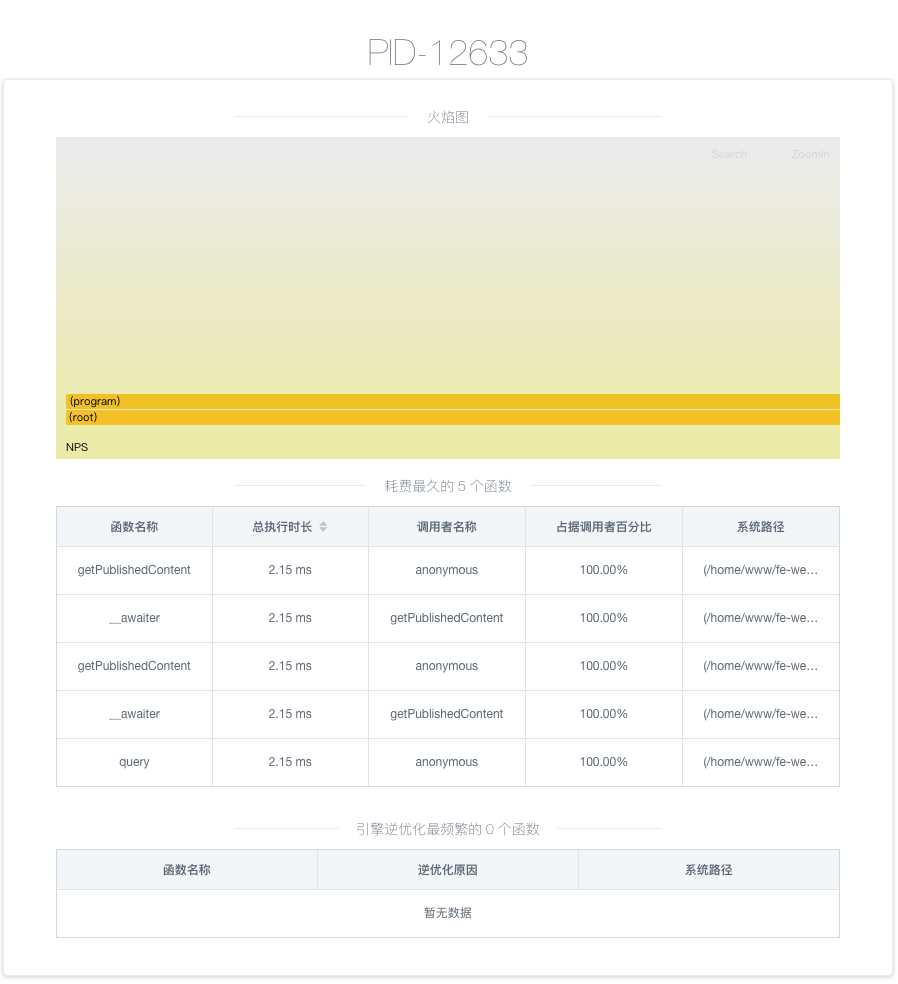 PID-12633
火焰图
Search Zoomin
(program)
(root)
NPS
耗费最久的 5 个函数
函数名称 总执行时长 调用者名称 占据调用者百分比 系统路径
getPublishedContent 2.15 ms anonymous 100.00% (/home/www/fe-we...
__awaiter 2.15 ms getPublishedContent 100.00% (/home/www/fe-we...
getPublishedContent 2.15 ms anonymous 100.00% (/home/www/fe-we...
__awaiter 2.15 ms getPublishedContent 100.00% (/home/www/fe-we...
query 2.15 ms anonymous 100.00% (/home/www/fe-we...
引擎逆优化最频繁的 0 个函数
函数名称 逆优化原因 系统路径
暂无数据